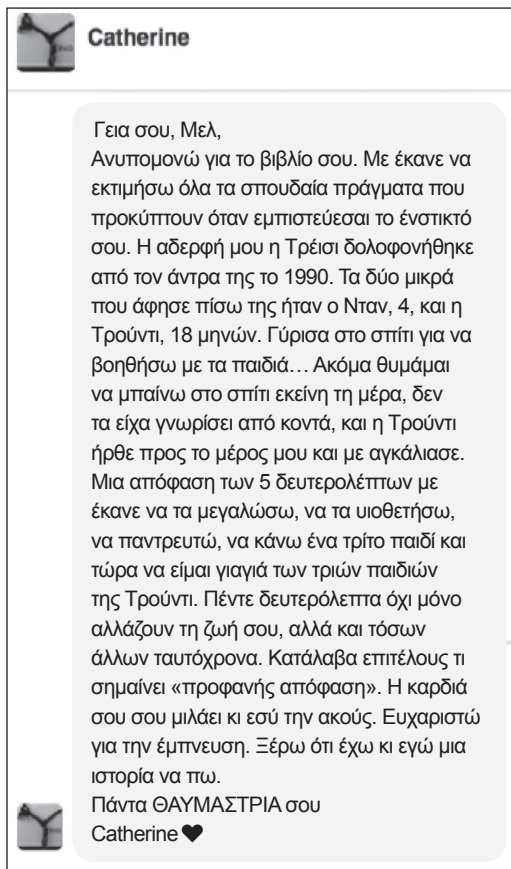 Catherine
Γεια σου, Μελ,
Ανυπομονώ για το βιβλίο σου. Με έκανε να
εκτιμήσω όλα τα σπουδαία πράγματα που
προκύπτουν όταν εμπιστεύεσαι το ένστικτό
σου. Η αδερφή μου η Τρέισι δολοφονήθηκε
από τον άντρα της το 1990. Τα δύο μικρά
που άφησε πίσω της ήταν ο Νταν, 4, και η
Τρούντι, 18 μηνών. Γύρισα στο σπίτι για να
βοηθήσω με τα παιδιά… Ακόμα θυμάμαι
να μπαίνω στο σπίτι εκείνη τη μέρα, δεν
τα είχα γνωρίσει από κοντά, και η Τρούντι
ήρθε προς το μέρος μου και με αγκάλιασε.
Μια απόφαση των 5 δευτερολέπτων με
έκανε να τα μεγαλώσω, να τα υιοθετήσω,
να παντρευτώ, να κάνω ένα τρίτο παιδί και
τώρα να είμαι γιαγιά των τριών παιδιών
της Τρούντι. Πέντε δευτερόλεπτα όχι μόνο
αλλάζουν τη ζωή σου, αλλά και τόσων
άλλων ταυτόχρονα. Κατάλαβα επιτέλους τι
σημαίνει «προφανής απόφαση». Η καρδιά
σου σου μιλάει κι εσύ την ακούς. Ευχαριστώ
για την έμπνευση. Ξέρω ότι έχω κι εγώ μια
ιστορία να πω.
Πάντα ΘΑΥΜΑΣΤΡΙΑ σου
Catherine♥